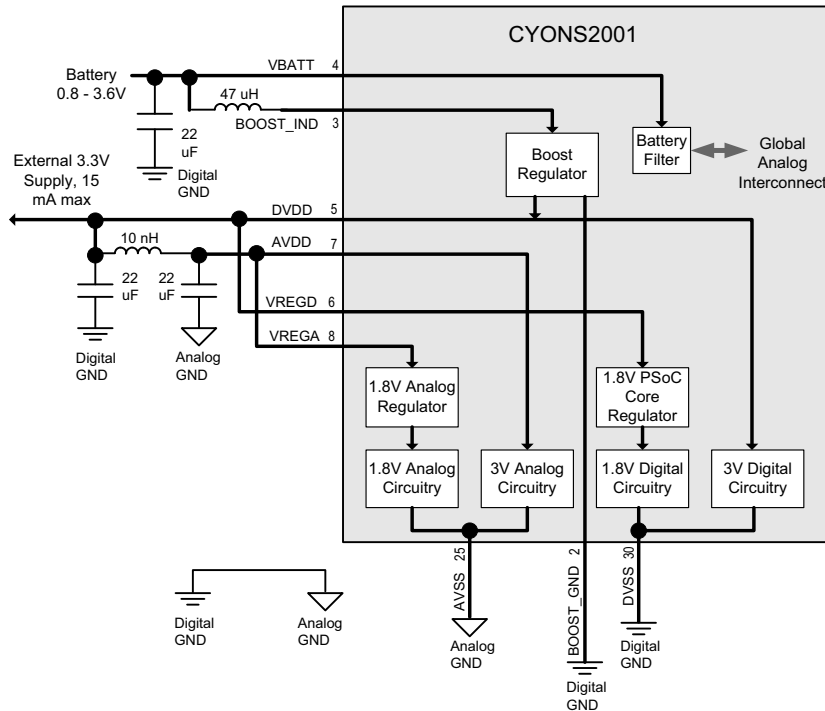 CYONS2001
VBATT 4
Battery
0.8 - 3.6V
47 uH
BOOST_IND 3
22
uF
Digital
GND
Boost
Regulator
Battery
Filter
Global
Analog
Interconnect
External 3.3V
Supply, 15
mA max
DVDD 5
10 nH
AVDD 7
22
uF
22
uF
VREGD 6
VREGA 8
Digital
GND
Analog
GND
1.8V Analog
Regulator
1.8V PSoC
Core
Regulator
1.8V Analog
Circuitry
3V Analog
Circuitry
1.8V Digital
Circuitry
3V Digital
Circuitry
AVSS 25
BOOST_GND 2
DVSS 30
Digital
GND
Analog
GND
Analog
GND
Digital
GND
Digital
GND